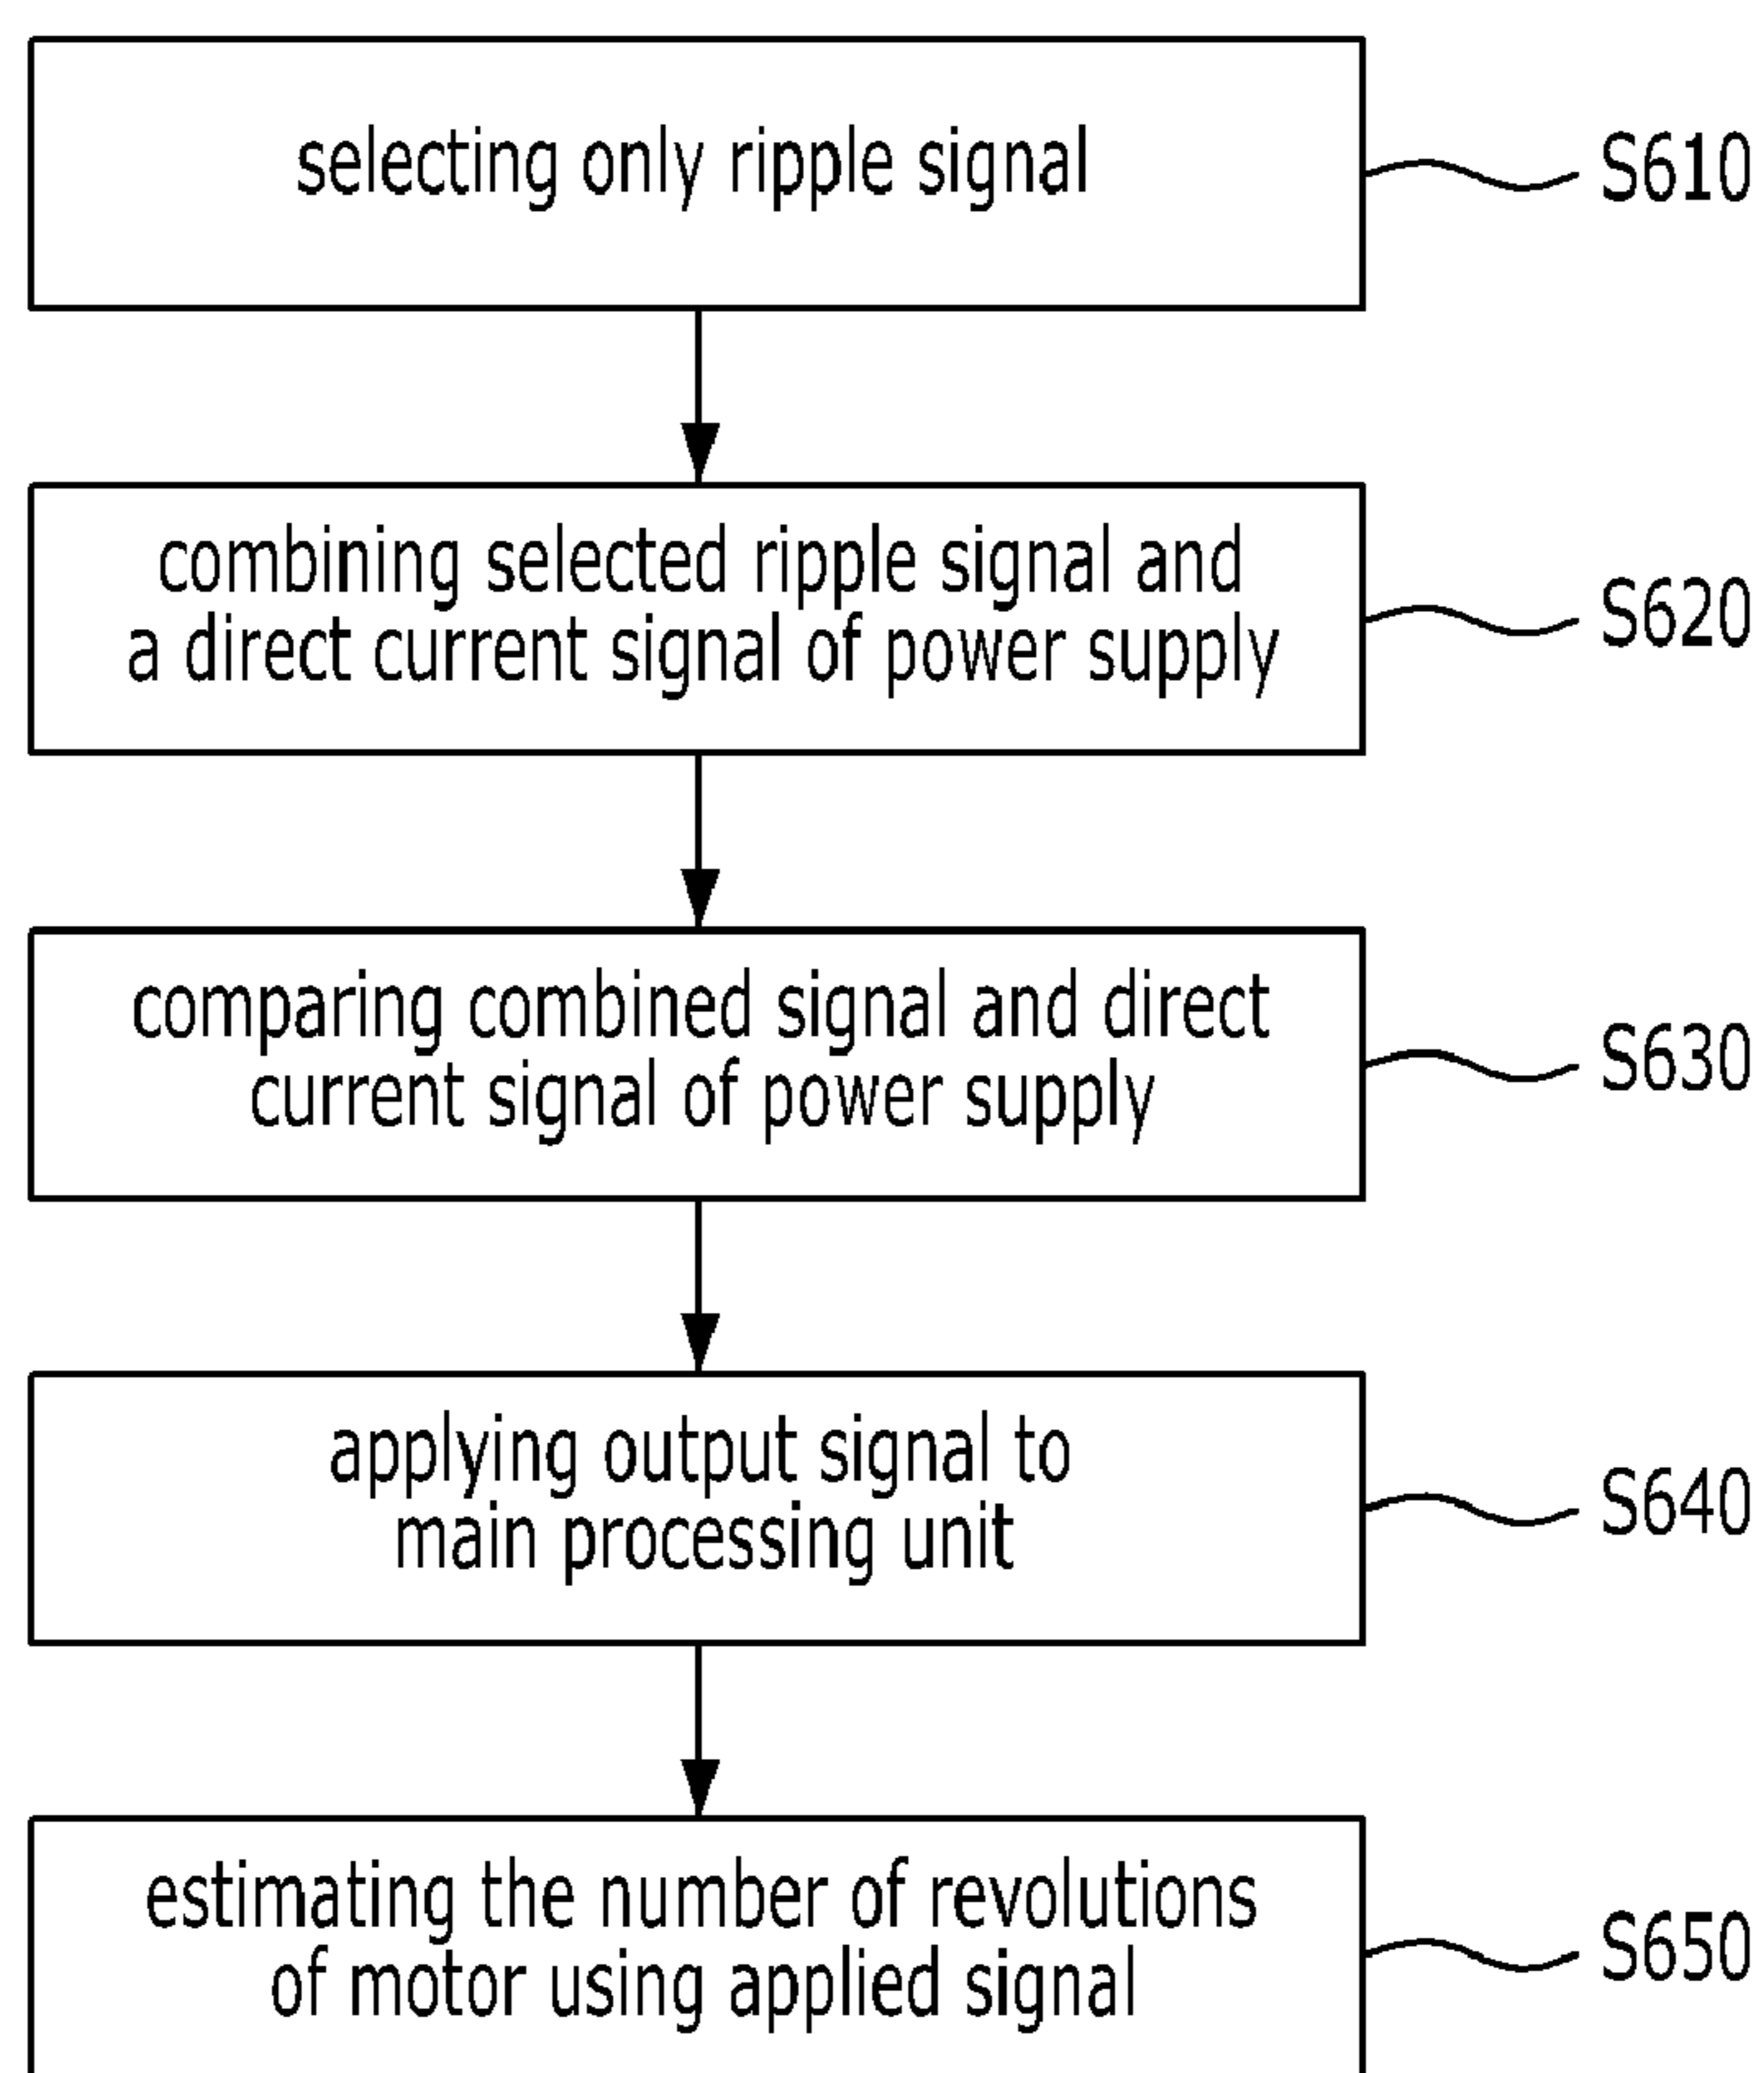 selecting only ripple signal
S610
combining selected ripple signal and
a direct current signal of power supply
S620
comparing combined signal and direct
current signal of power supply
S630
applying output signal to
main processing unit
S640
estimating the number of revolutions
of motor using applied signal
S650